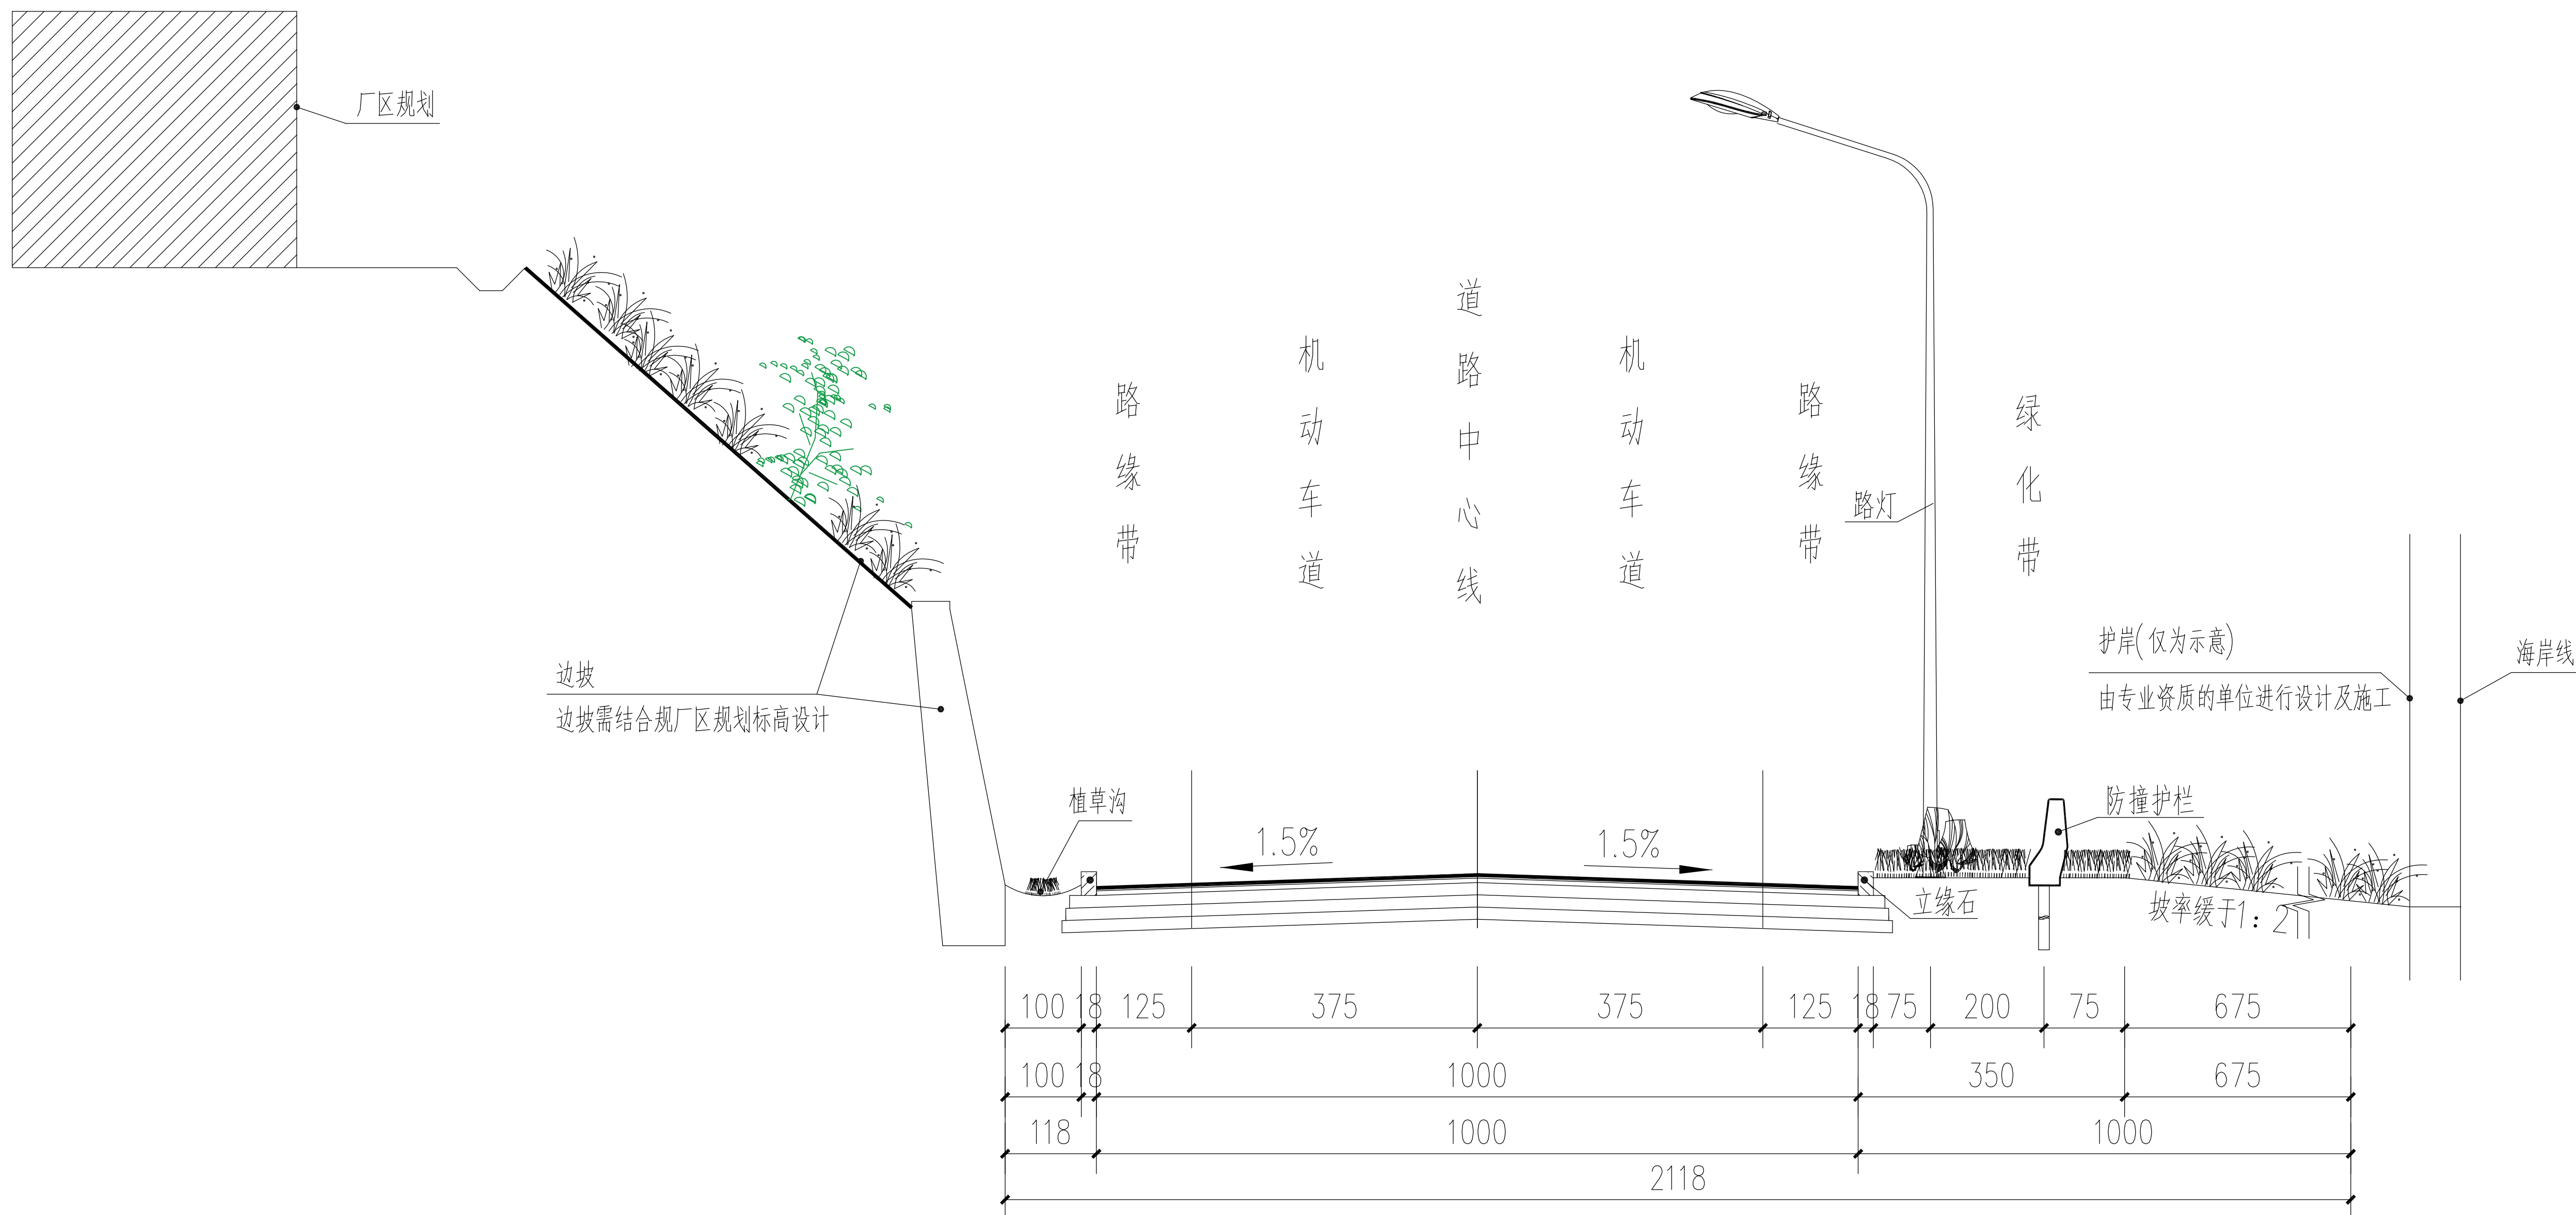 厂区规划
道路中心线
机动车道
机动车道
路缘带
路缘带
绿化带
路灯
护岸(仅为示意)
由专业资质的单位进行设计及施工
海岸线
边坡
边坡需结合规厂区规划标高设计
植草沟
防撞护栏
1.5%
1.5%
立缘石
坡率缓于1:2
100 18 125 375 375 125 18 75 200 75 675
100 18 1000 350 675
118 1000 1000
2118